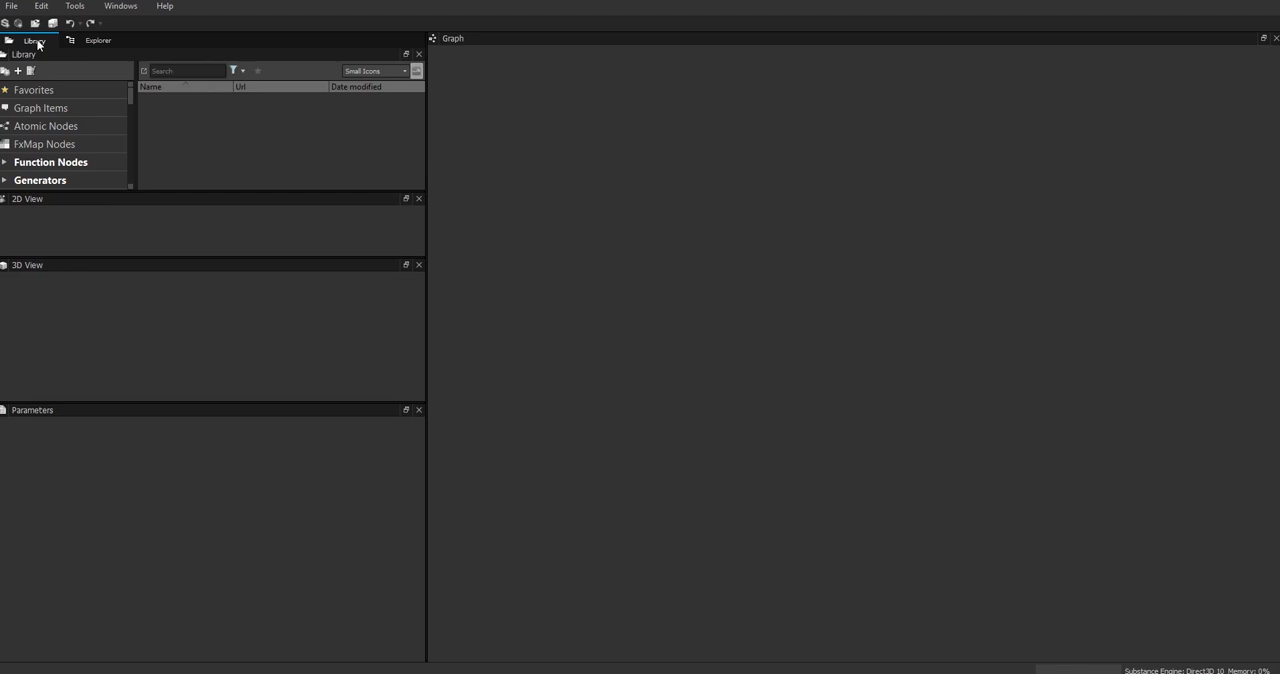 File Edit Tools Windows Help
Library Explorer
Library
Graph
Search
Small Icons
Name Url Date modified
Favorites
Graph Items
Atomic Nodes
FxMap Nodes
Function Nodes
Generators
2D View
3D View
Parameters
Substance Engine: Direct3D 10 Memory: 0%